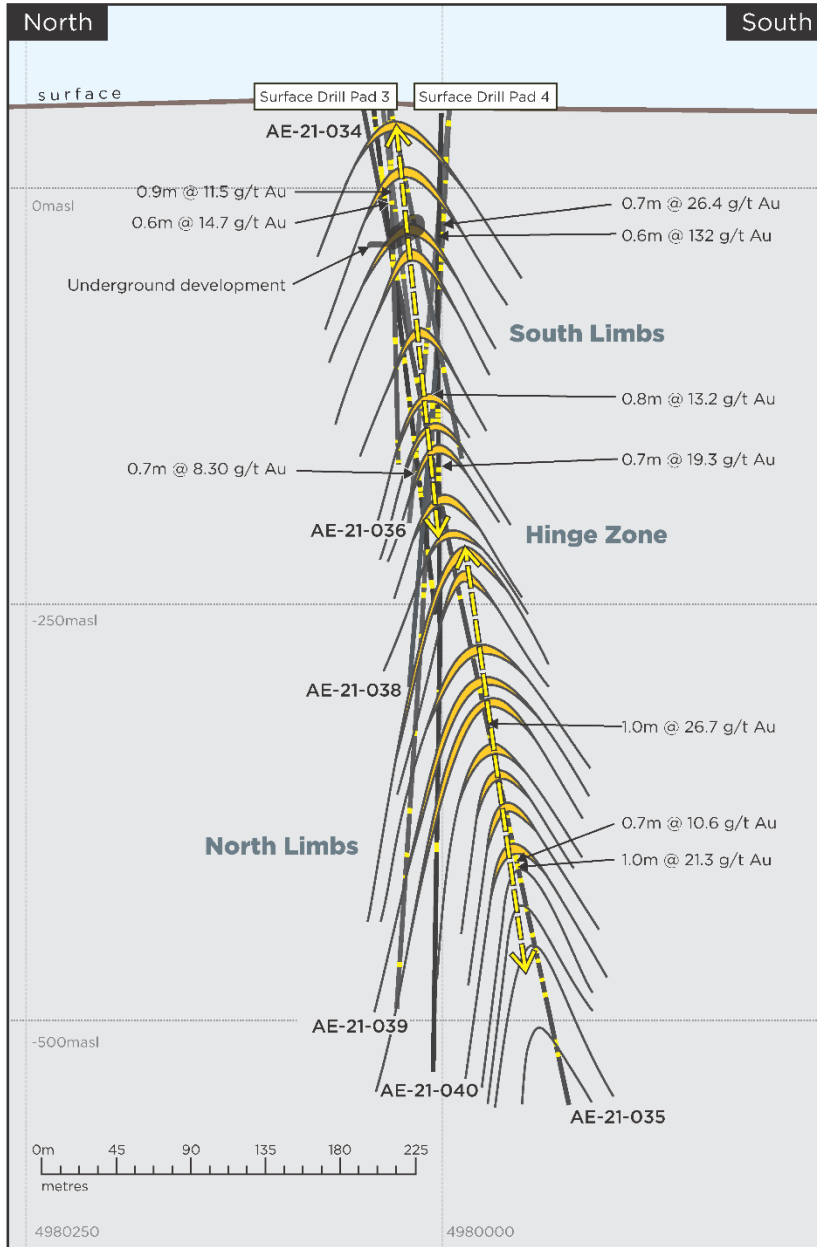 North
South
surface
Surface Drill Pad 3
Surface Drill Pad 4
AE-21-034
0masl
0.9m @ 11.5 g/t Au
0.6m @ 14.7 g/t Au
0.7m @ 26.4 g/t Au
0.6m @ 132 g/t Au
Underground development
South Limbs
0.8m @ 13.2 g/t Au
0.7m @ 8.30 g/t Au
0.7m @ 19.3 g/t Au
AE-21-036
Hinge Zone
-250masl
AE-21-038
1.0m @ 26.7 g/t Au
0.7m @ 10.6 g/t Au
North Limbs
1.0m @ 21.3 g/t Au
AE-21-039
-500masl
AE-21-040
AE-21-035
0m 45 90 135 180 225
metres
4980250
4980000